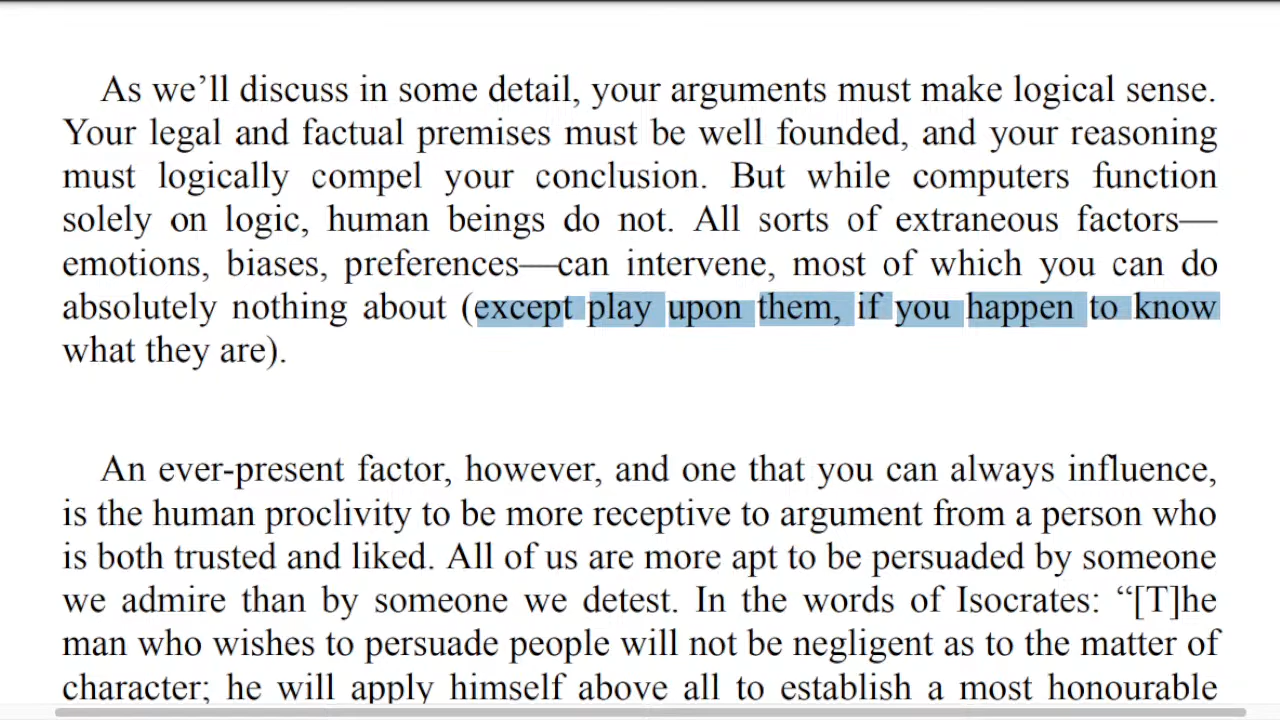 As we’ll discuss in some detail, your arguments must make logical sense.
Your legal and factual premises must be well founded, and your reasoning
must logically compel your conclusion. But while computers function
solely on logic, human beings do not. All sorts of extraneous factors—
emotions, biases, preferences—can intervene, most of which you can do
absolutely nothing about (except play upon them, if you happen to know
what they are).
An ever-present factor, however, and one that you can always influence,
is the human proclivity to be more receptive to argument from a person who
is both trusted and liked. All of us are more apt to be persuaded by someone
we admire than by someone we detest. In the words of Isocrates: “[T]he
man who wishes to persuade people will not be negligent as to the matter of
character; he will apply himself above all to establish a most honourable